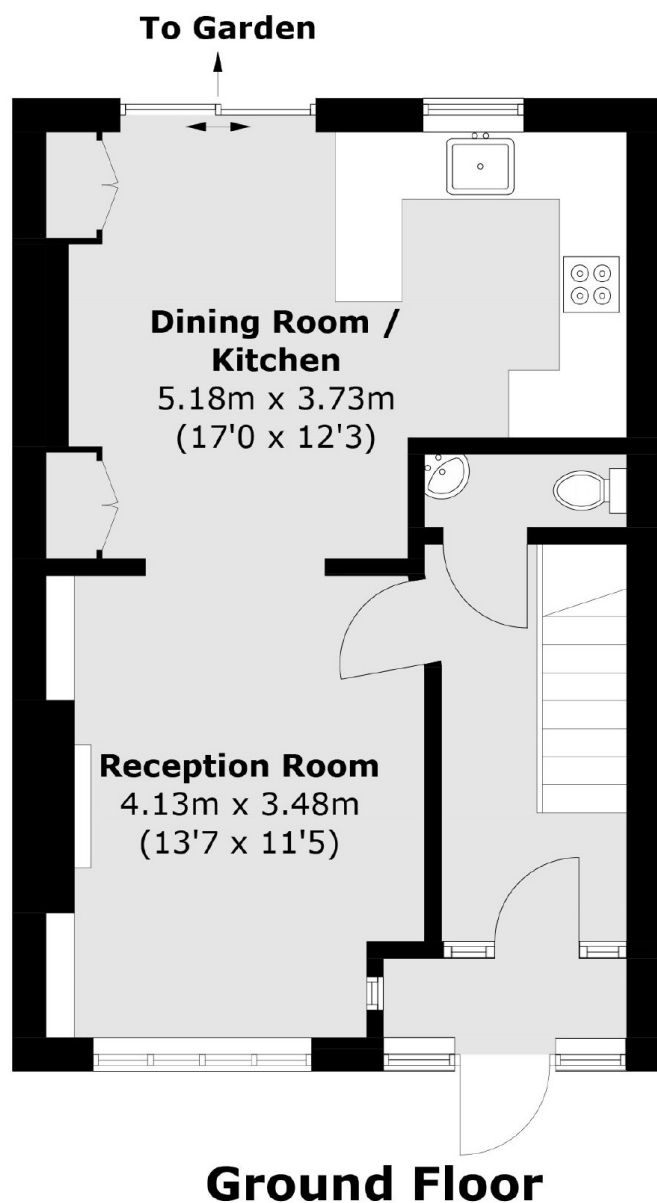 To Garden
Dining Room /
Kitchen
5.18m x 3.73m
(17'0 x 12'3)
Reception Room
4.13m x 3.48m
(13'7 x 11'5)
Ground Floor